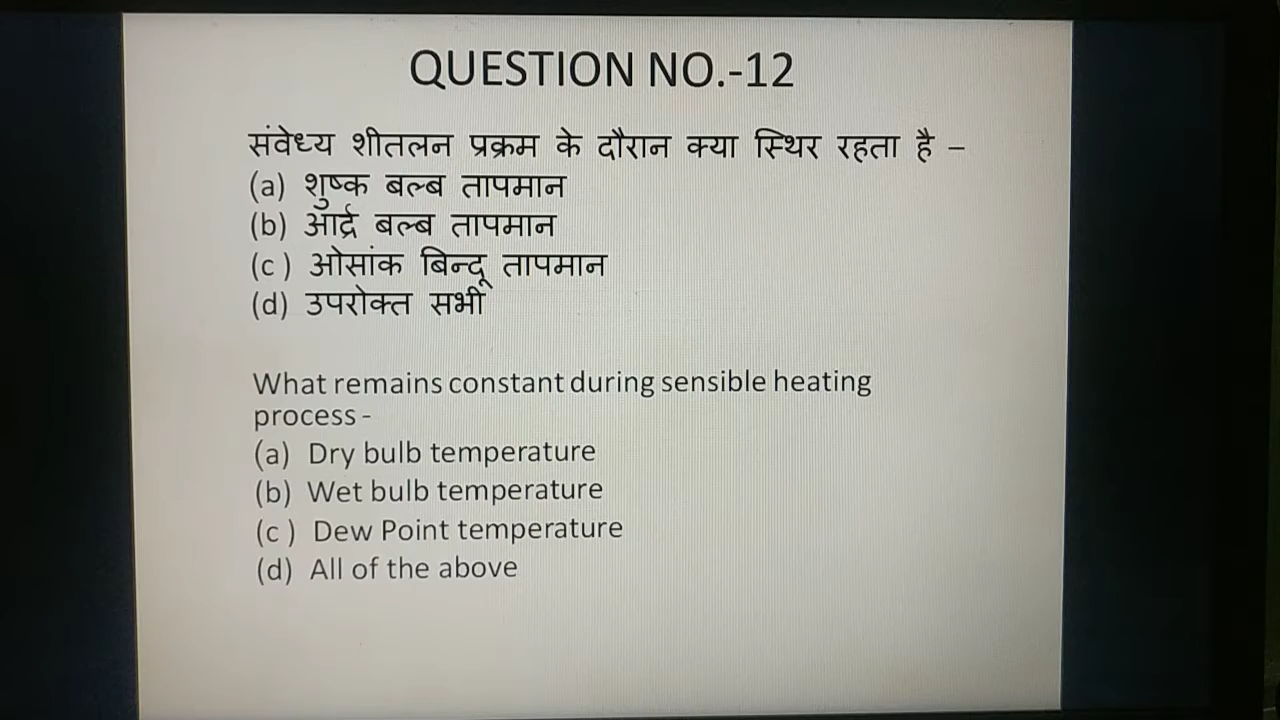 QUESTION NO.-12
संवेध्य शीतलन प्रक्रम के दौरान क्या स्थिर रहता है –
(a) शुष्क बल्ब तापमान
(b) आर्द्र बल्ब तापमान
(c ) ओसांक बिन्दू तापमान
(d) उपरोक्त सभी
What remains constant during sensible heating
process -
(a) Dry bulb temperature
(b) Wet bulb temperature
(c ) Dew Point temperature
(d) All of the above